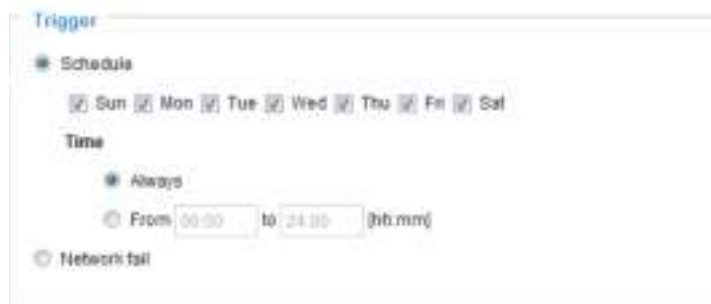 Trigger
Schedule
Sun Mon Tue Wed Thu Fri Sat
Time
Always
From 00:00 to 24:00 [hh:mm]
Network fail